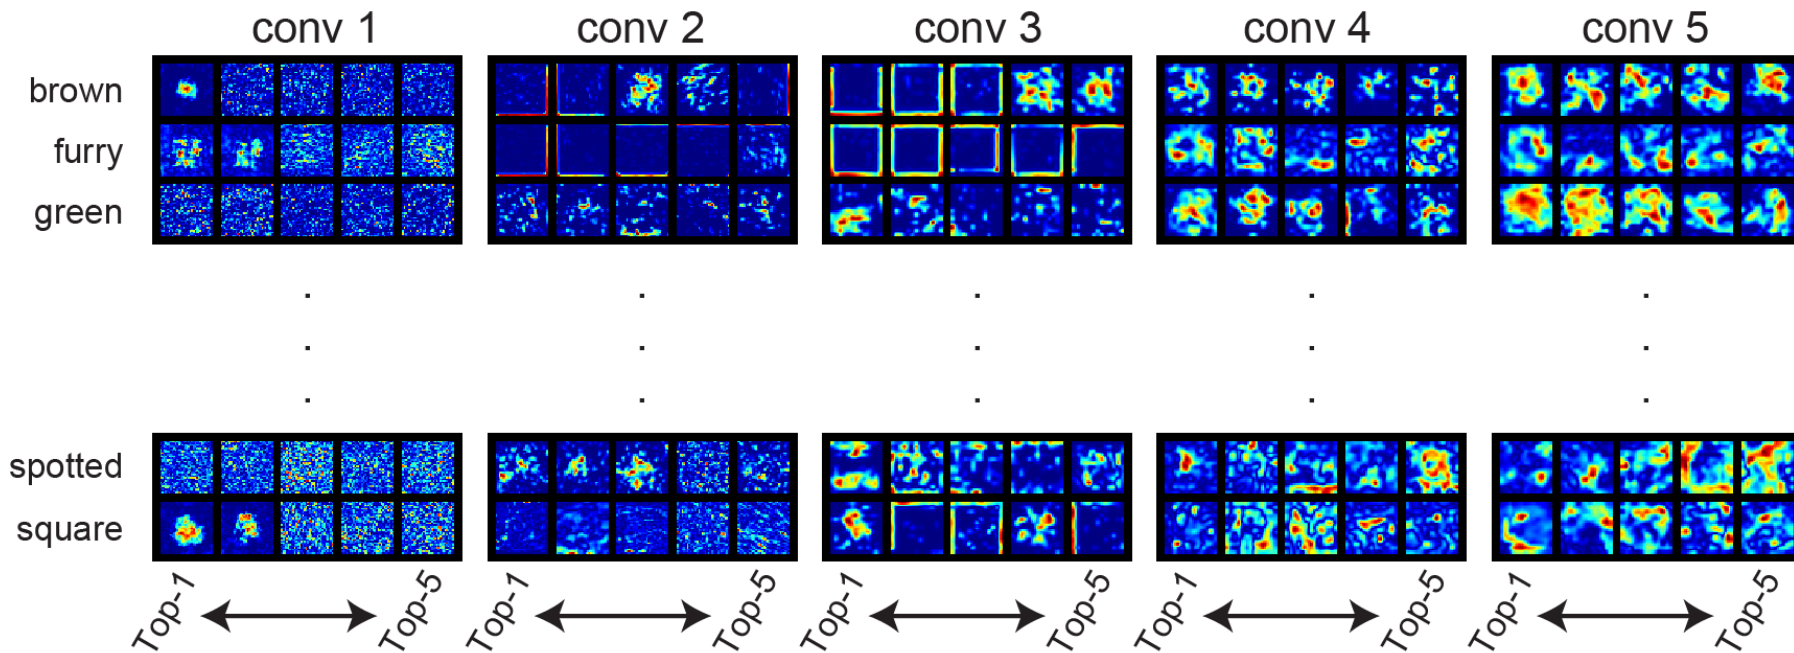 conv 1 conv 2 conv 3 conv 4 conv 5
brown
furry
green
spotted
square
Top-1 Top-5 Top-1 Top-5 Top-1 Top-5 Top-1 Top-5 Top-1 Top-5